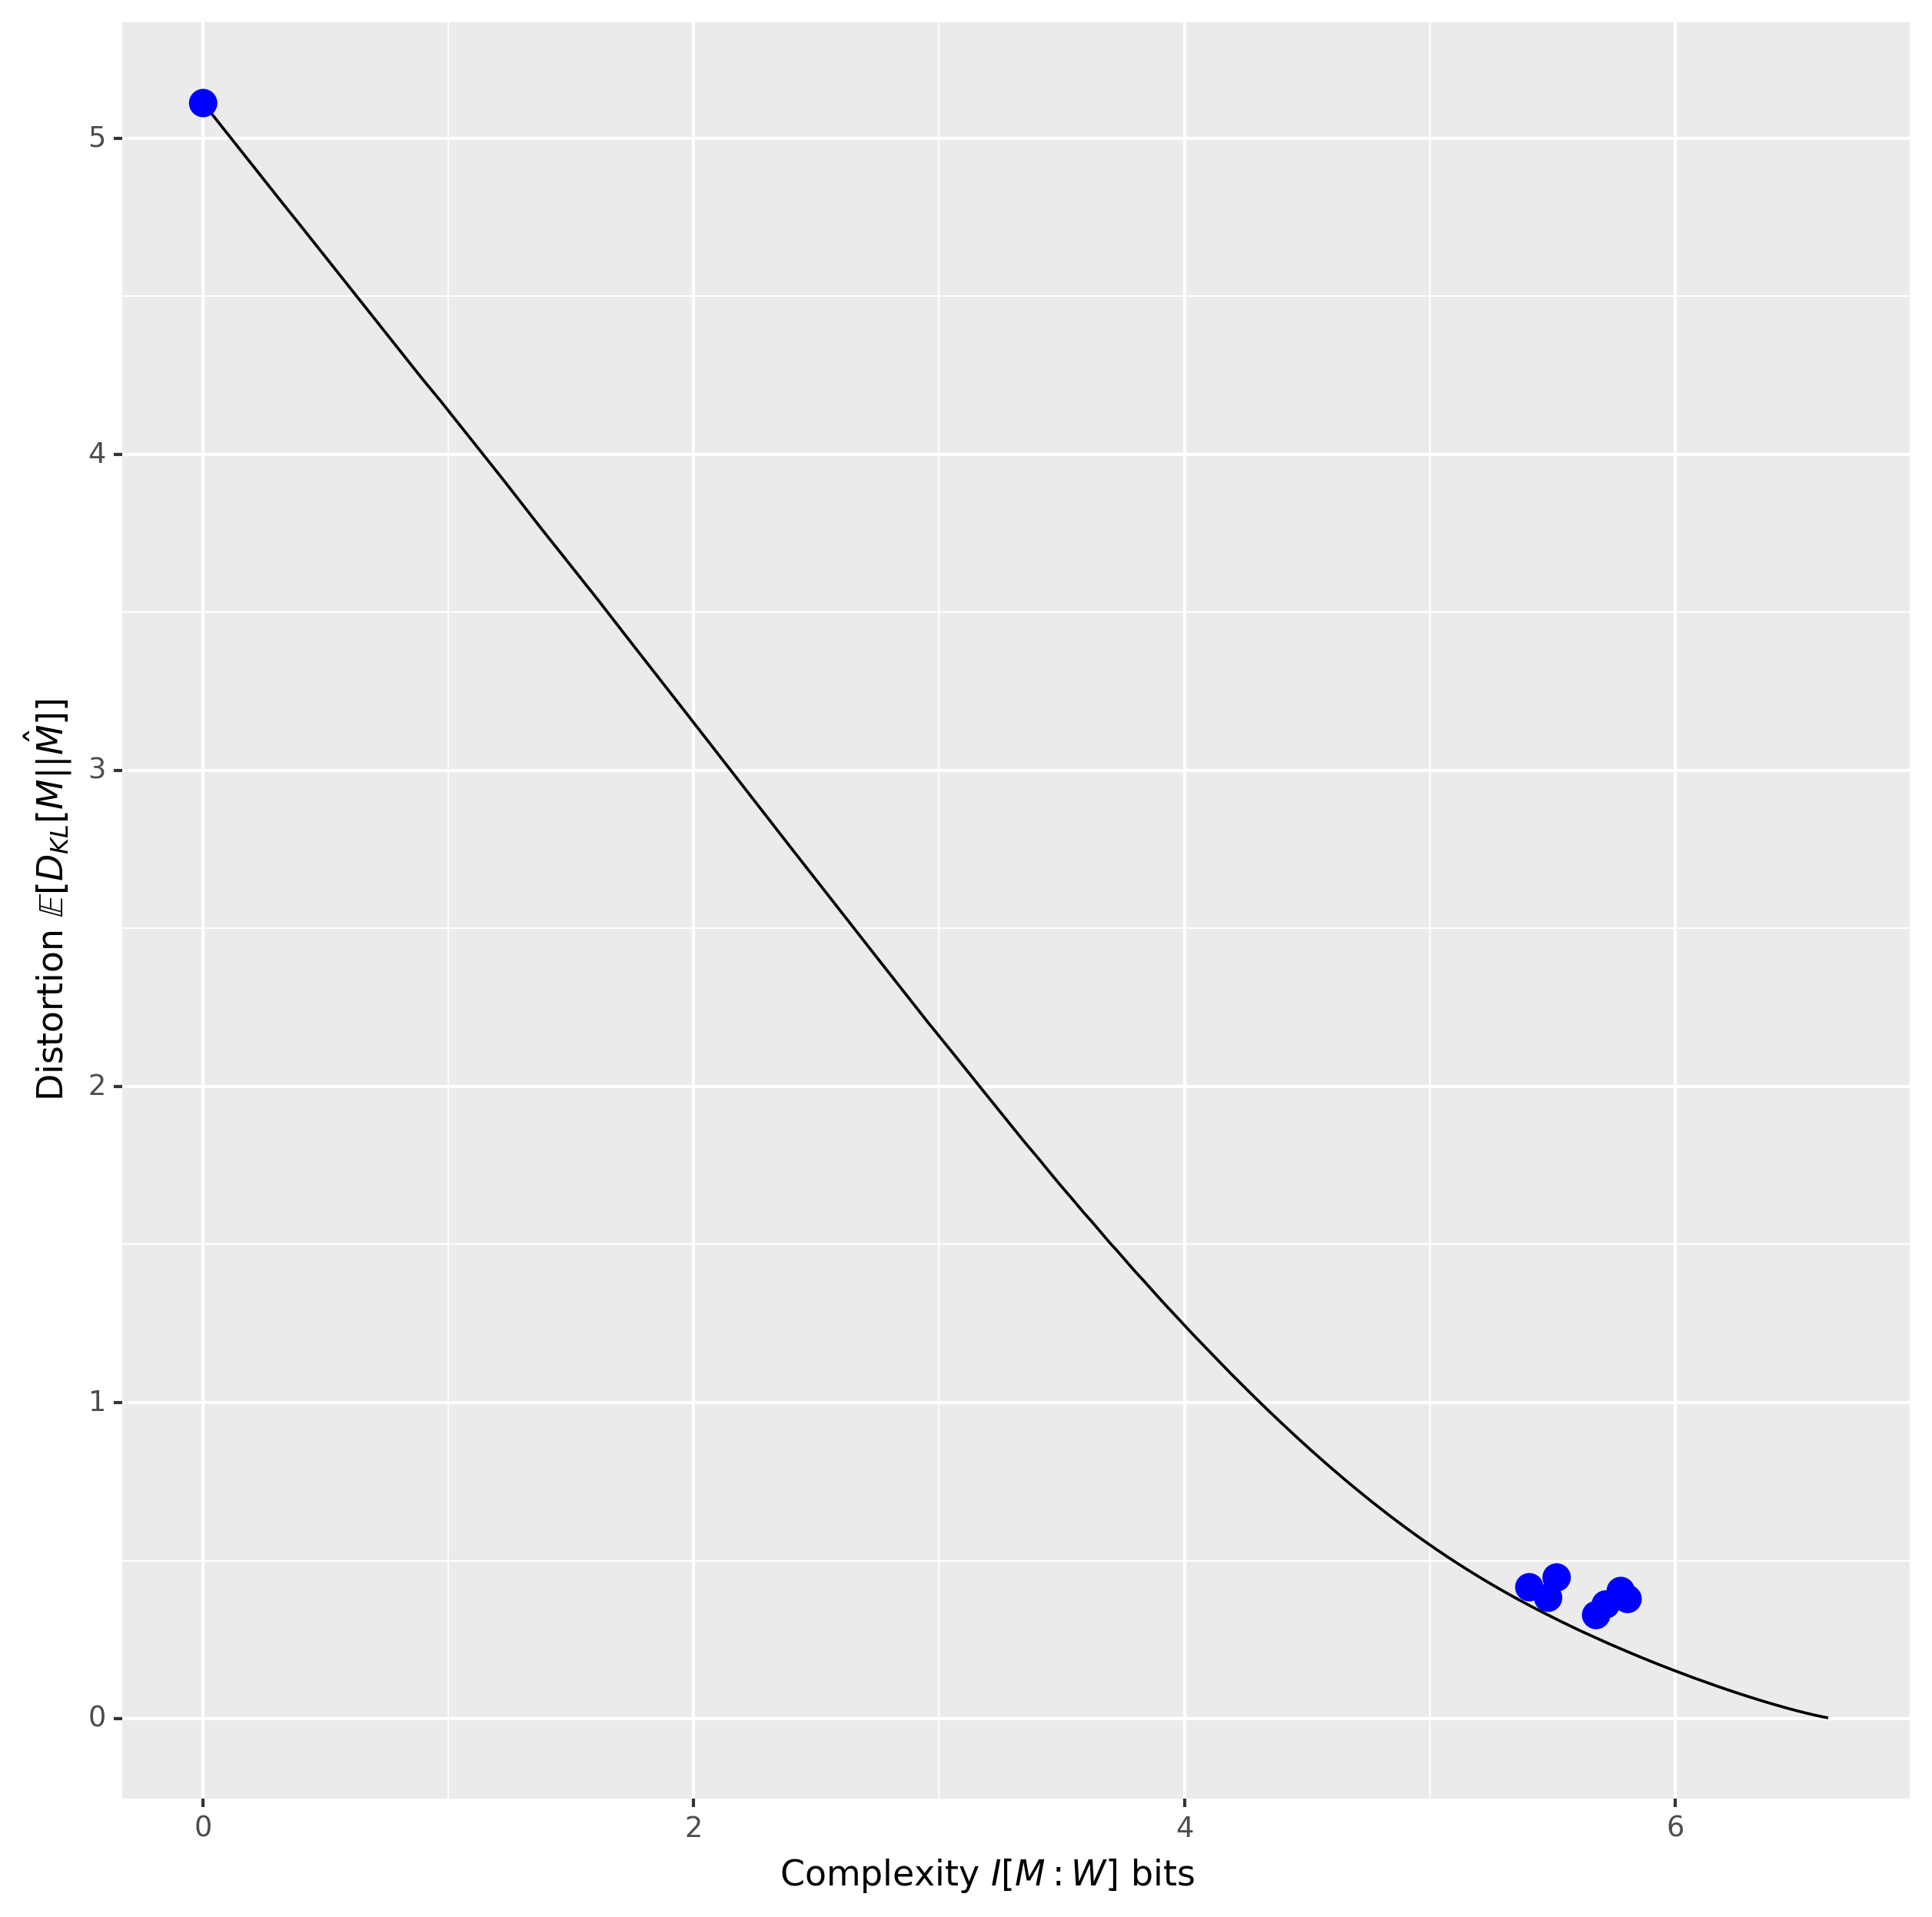 5
4
3
2
1
0
Distortion 𝔼[D_KL[M||M̂]]
0 2 4 6
Complexity I[M : W] bits